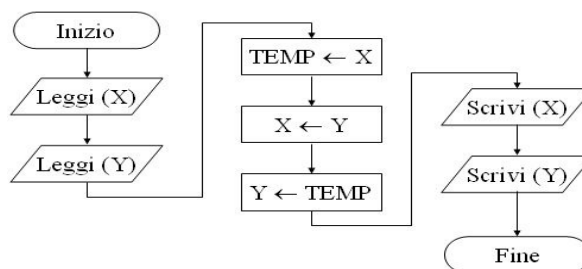 Inizio
Leggi (X)
Leggi (Y)
TEMP ← X
X ← Y
Y ← TEMP
Scrivi (X)
Scrivi (Y)
Fine